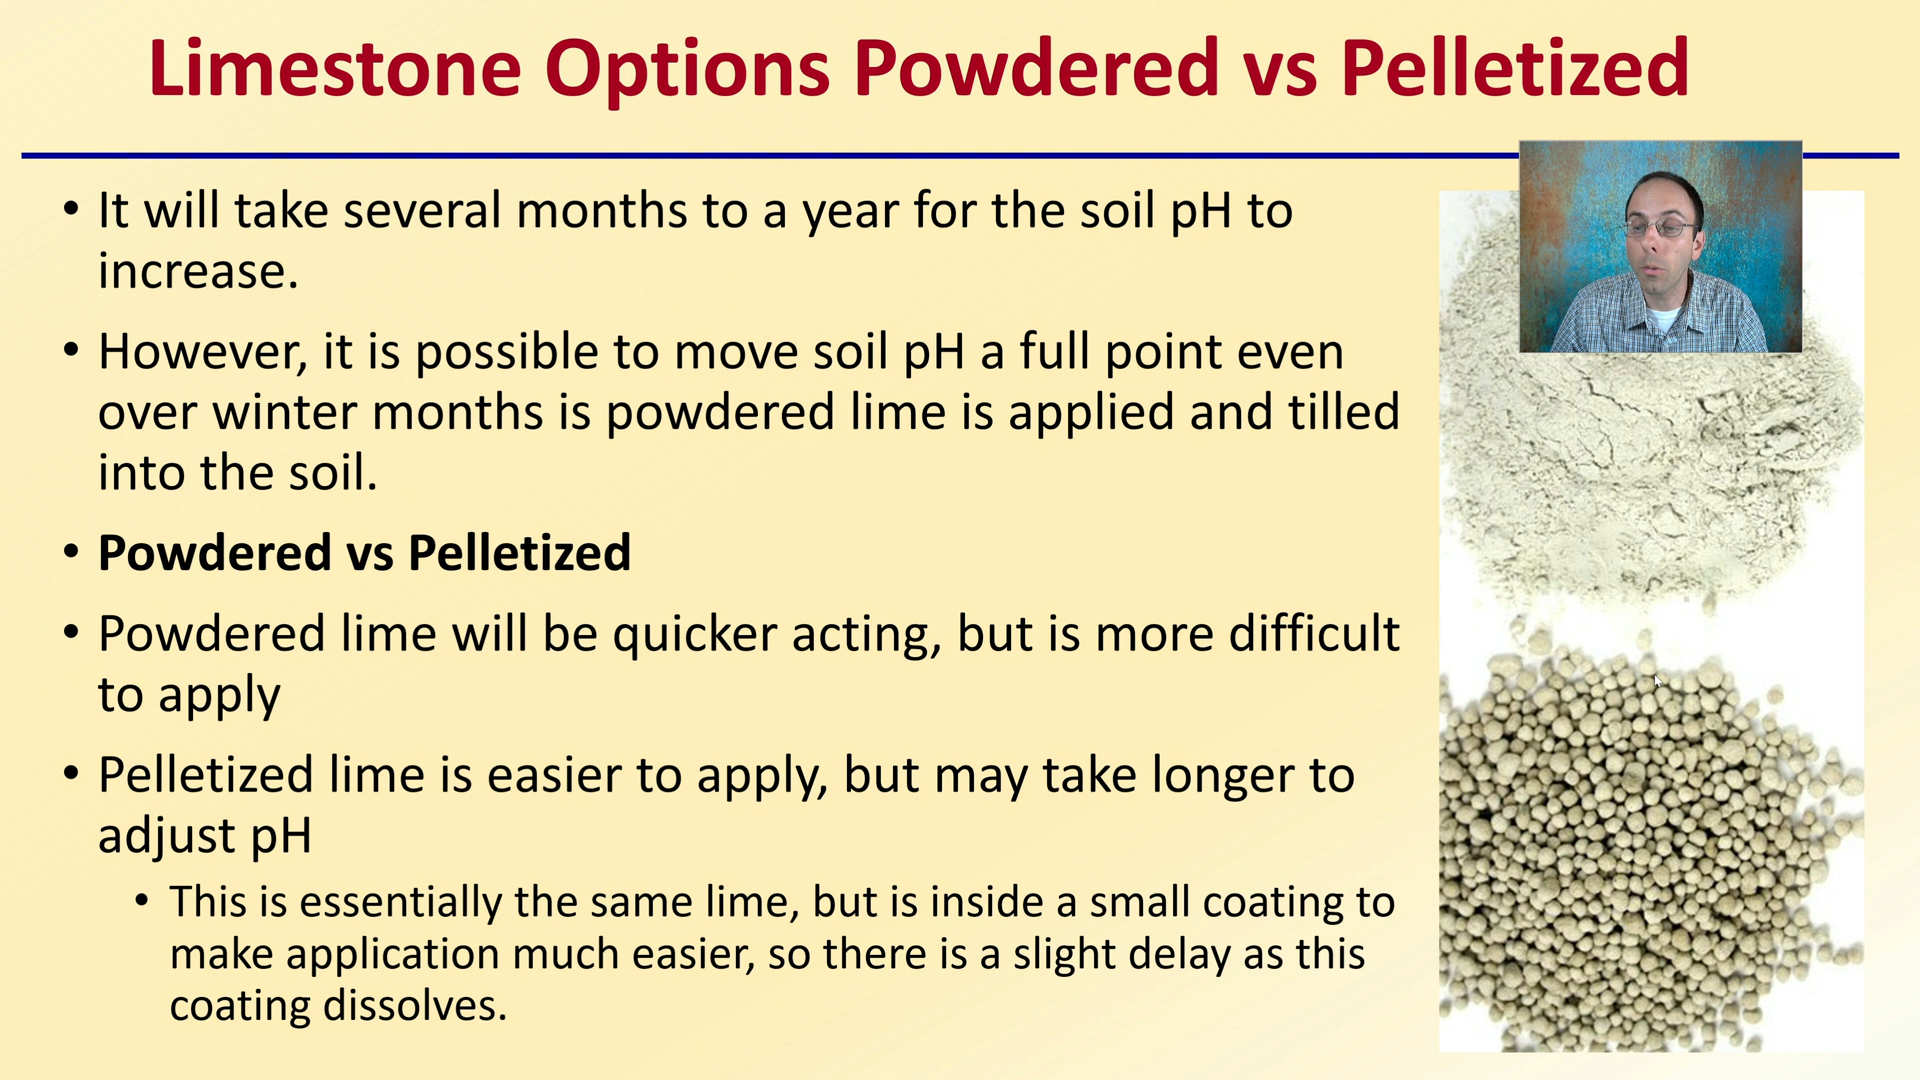 Limestone Options Powdered vs Pelletized
• It will take several months to a year for the soil pH to
increase.
• However, it is possible to move soil pH a full point even
over winter months is powdered lime is applied and tilled
into the soil.
• Powdered vs Pelletized
• Powdered lime will be quicker acting, but is more difficult
to apply
• Pelletized lime is easier to apply, but may take longer to
adjust pH
• This is essentially the same lime, but is inside a small coating to
make application much easier, so there is a slight delay as this
coating dissolves.